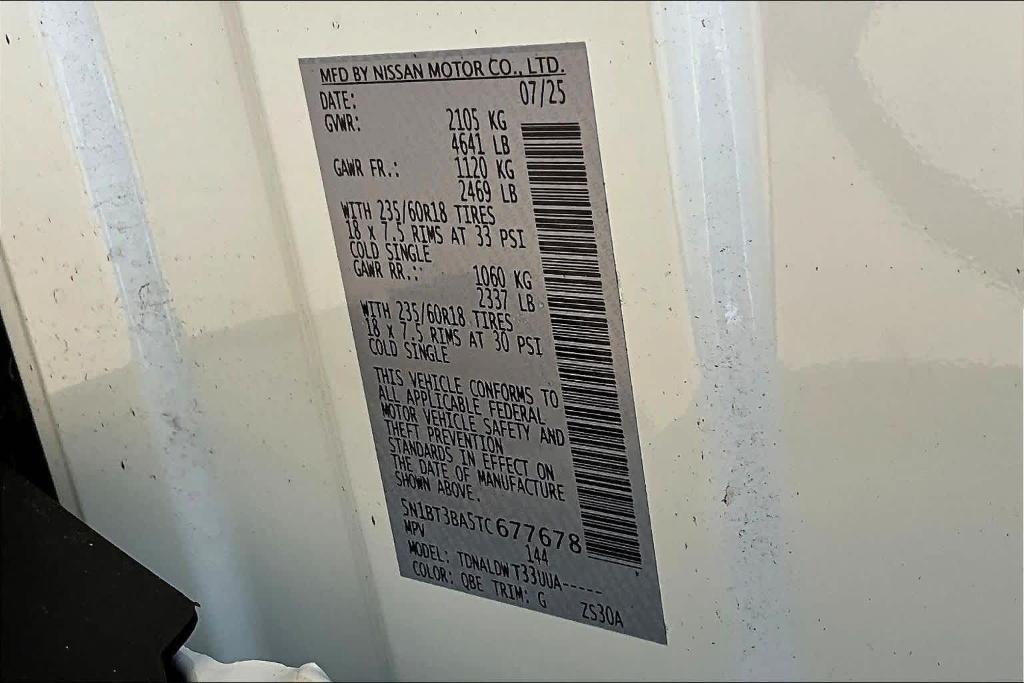 MFD BY NISSAN MOTOR CO., LTD.
DATE: 07/25
GVWR: 2105 KG
4641 LB
GAWR FR.: 1120 KG
2469 LB
WITH 235/60R18 TIRES
18 x 7.5 RIMS AT 33 PSI
COLD SINGLE
GAWR RR.: 1060 KG
2337 LB
WITH 235/60R18 TIRES
18 x 7.5 RIMS AT 30 PSI
COLD SINGLE
THIS VEHICLE CONFORMS TO
ALL APPLICABLE FEDERAL
MOTOR VEHICLE SAFETY AND
THEFT PREVENTION
STANDARDS IN EFFECT ON
THE DATE OF MANUFACTURE
SHOWN ABOVE.
5N1BT3BA5TC677678
MPV 144
MODEL: TDNALDWT33UUA-----
COLOR: QBE TRIM: G ZS30A